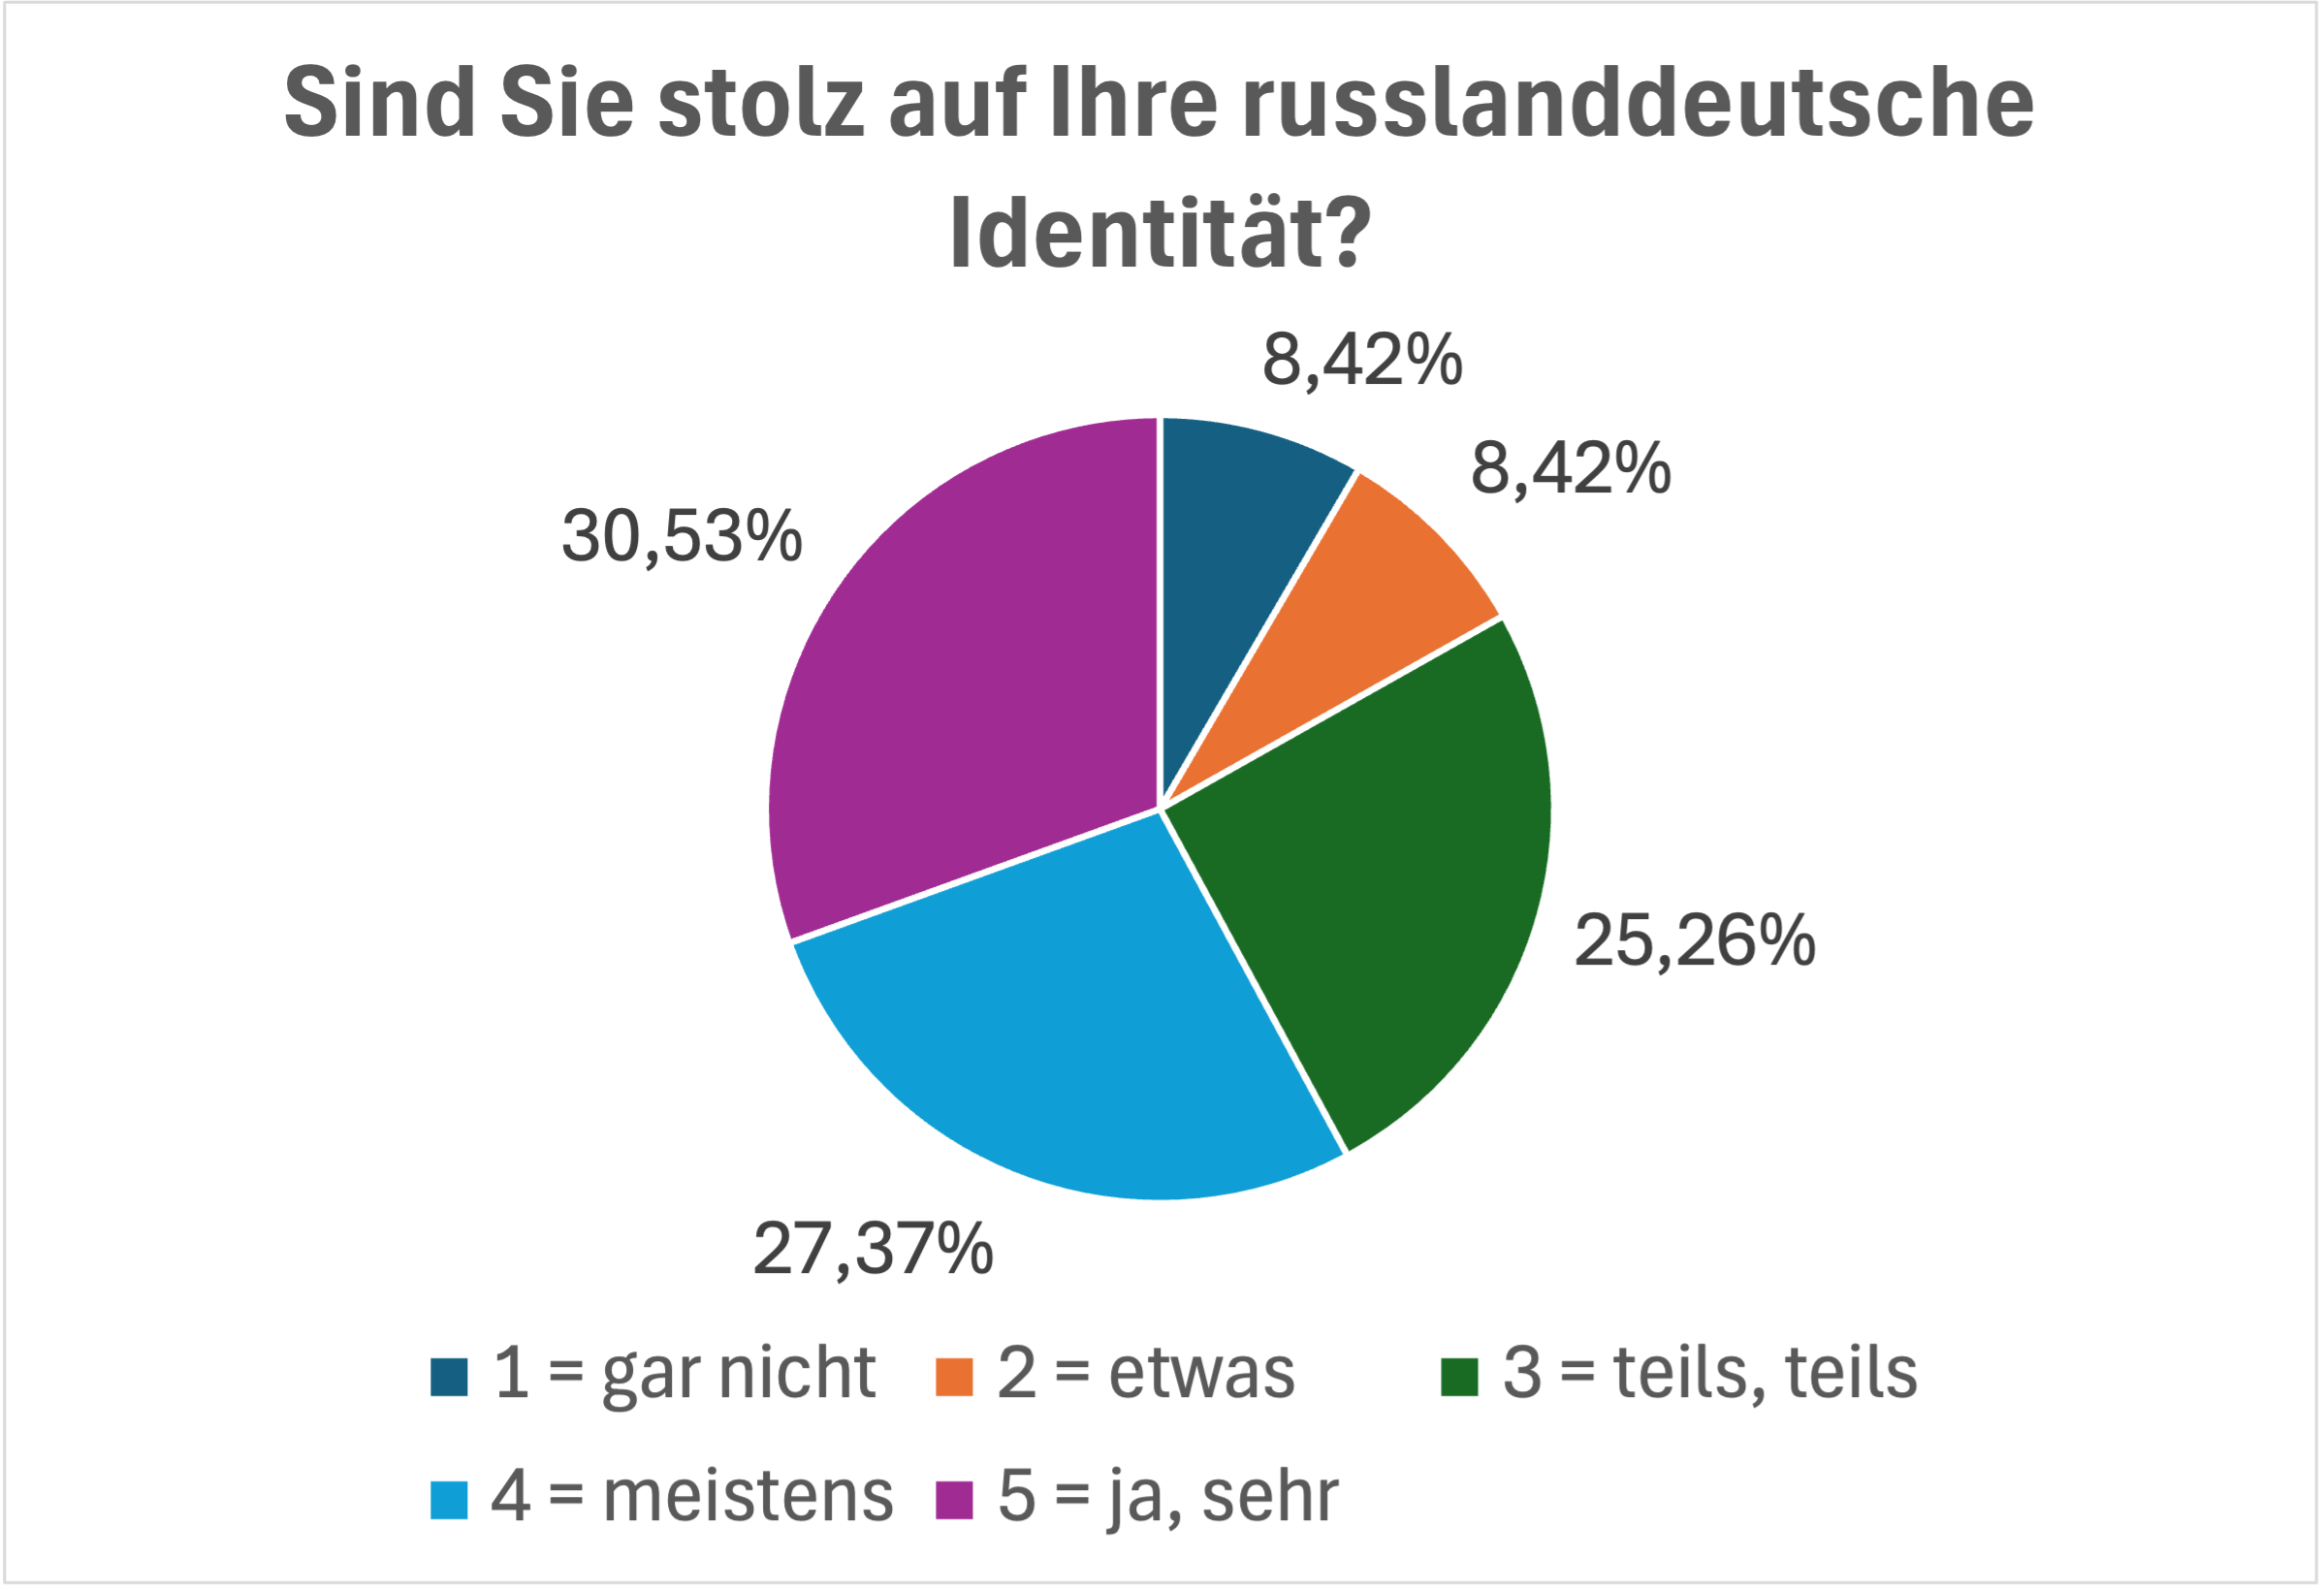 Sind Sie stolz auf Ihre russlanddeutsche
Identität?
8,42%
8,42%
30,53%
25,26%
27,37%
1 = gar nicht
2 = etwas
3 = teils, teils
4 = meistens
5 = ja, sehr